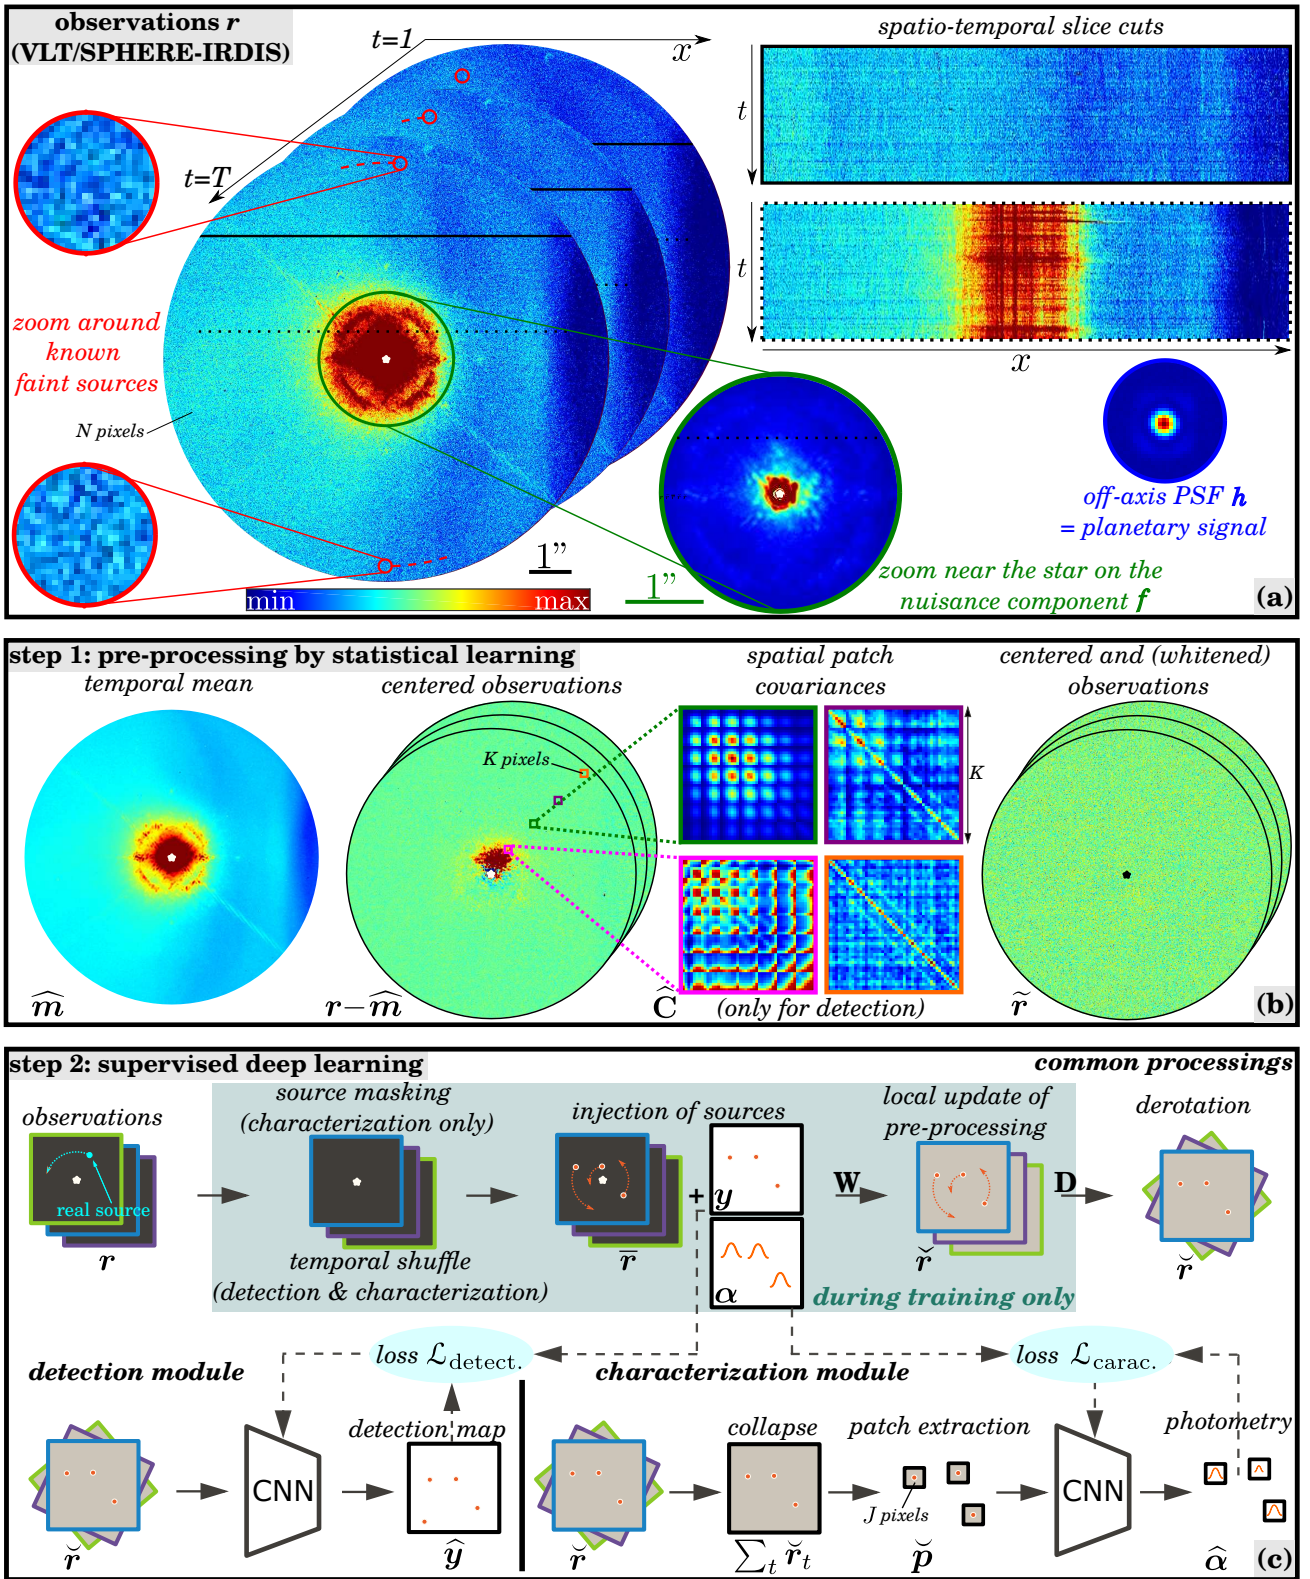 observations r
(VLT/SPHERE-IRDIS)
t=1
x
t=T
spatio-temporal slice cuts
t
t
x
zoom around
known
faint sources
N pixels
1”
min
max
1”
off-axis PSF h
= planetary signal
zoom near the star on the
nuisance component f
(a)
step 1: pre-processing by statistical learning
temporal mean
centered observations
spatial patch
covariances
centered and (whitened)
observations
K pixels
K
m̂
r−m̂
Ĉ
(only for detection)
r̃
(b)
step 2: supervised deep learning
common processings
observations
source masking
(characterization only)
injection of sources
local update of
pre-processing
derotation
real source
r
temporal shuffle
(detection & characterization)
r̄
+
y
α
W
D
r̆
r̆
during training only
detection module
loss ℒdetect.
characterization module
loss ℒcarac.
detection map
collapse
patch extraction
photometry
CNN
J pixels
CNN
r̆
ŷ
r̆
∑t r̆t
p̆
α̂
(c)